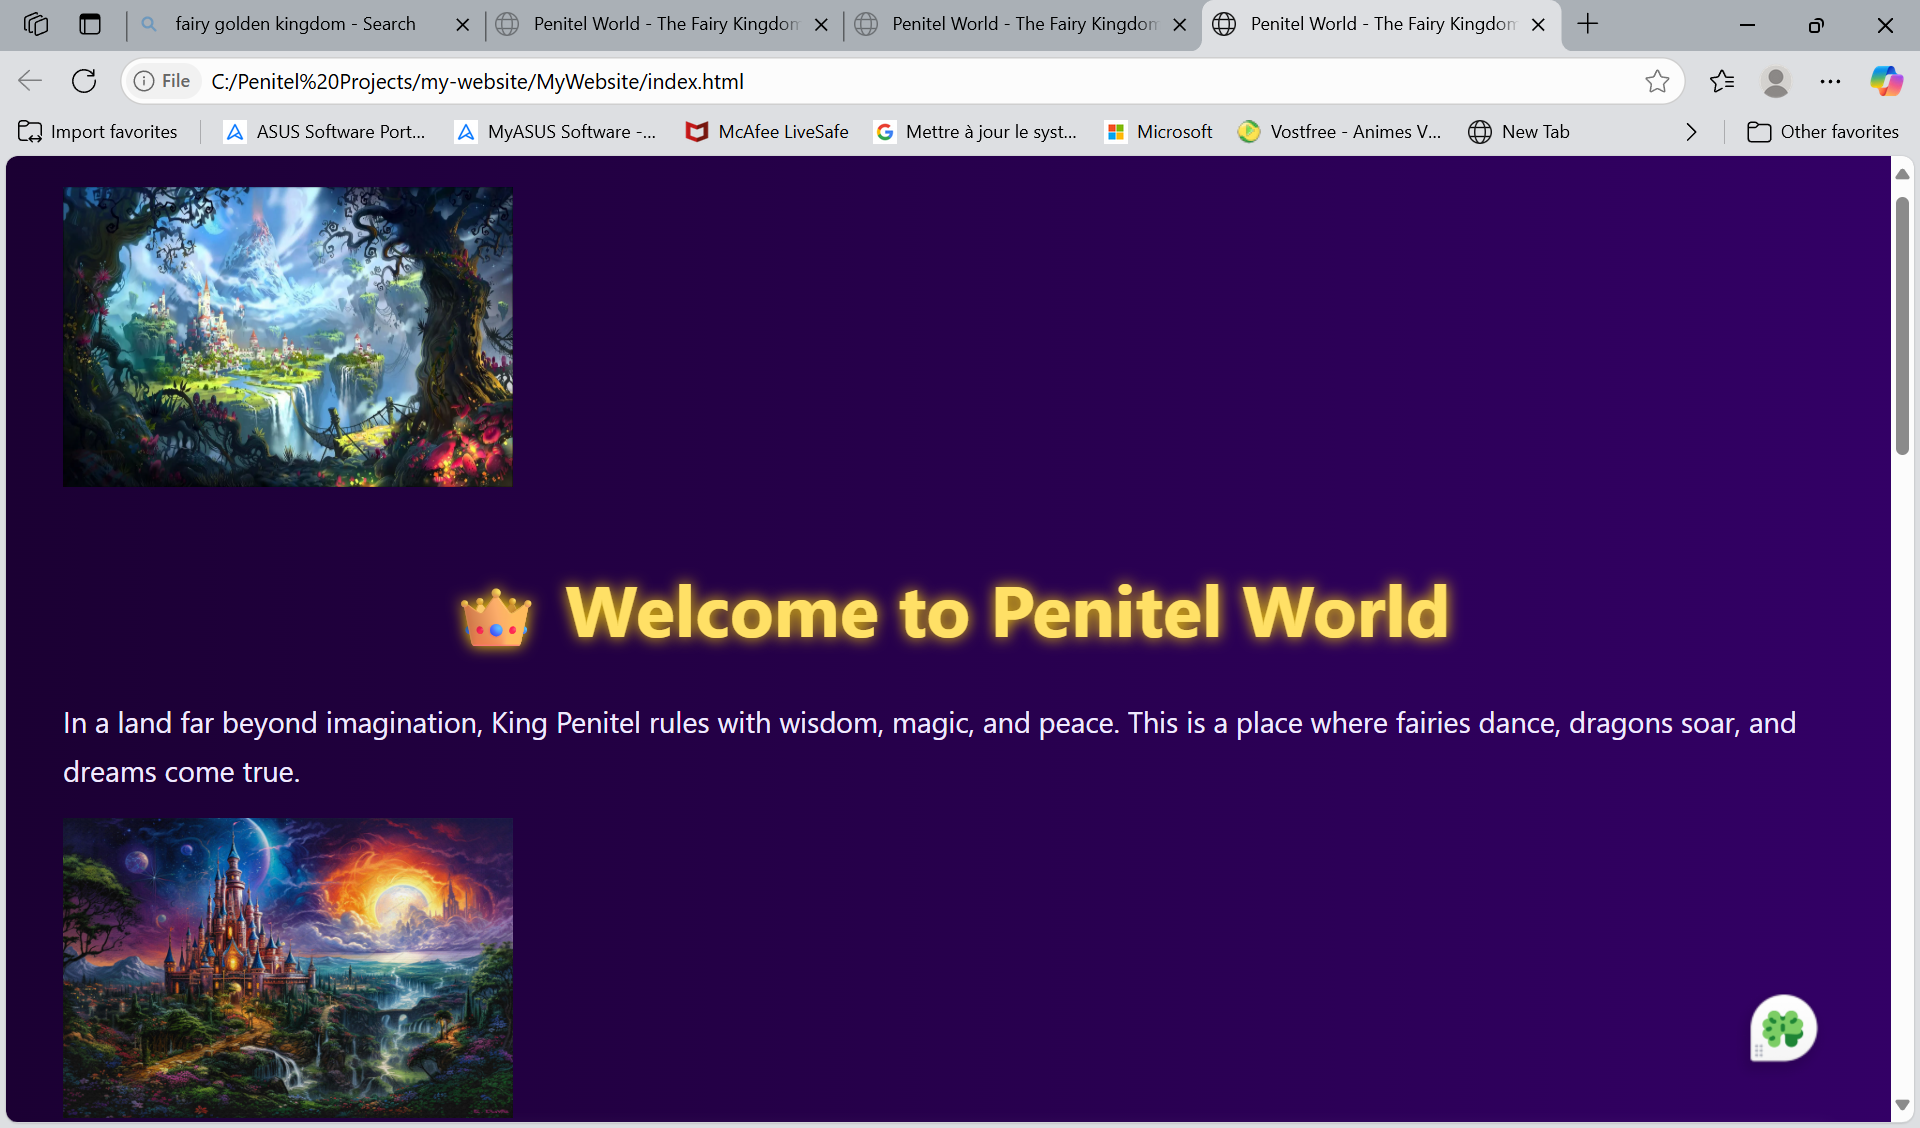 fairy golden kingdom - Search
Penitel World - The Fairy Kingdom
Penitel World - The Fairy Kingdom
Penitel World - The Fairy Kingdom
File
C:/Penitel%20Projects/my-website/MyWebsite/index.html
Import favorites
ASUS Software Port...
MyASUS Software -...
McAfee LiveSafe
Mettre à jour le syst...
Microsoft
Vostfree - Animes V...
New Tab
Other favorites
Welcome to Penitel World
In a land far beyond imagination, King Penitel rules with wisdom, magic, and peace. This is a place where fairies dance, dragons soar, and
dreams come true.